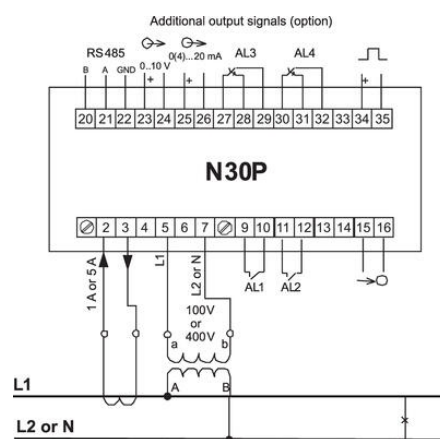 Additional output signals (option)
RS 485 0(4)...20 mA AL3 AL4
B A GND 0..10 V
+ + +
20 21 22 23 24 25 26 27 28 29 30 31 32 33 34 35
N30P
2 3 4 5 6 7 9 10 11 12 13 14 15 16
1 A or 5 A L1 L2 or N AL1 AL2
100V
or
400V
a b
A B
L1
L2 or N